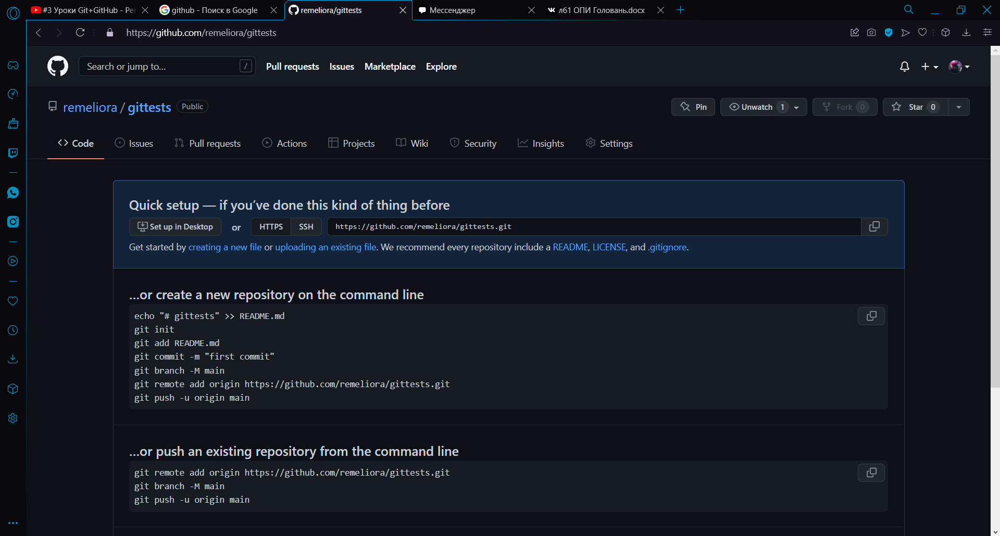 #3 Уроки Git+GitHub - Ре
github - Поиск в Google
remeliora/gittests
Мессенджер
л61 ОПИ Головань.docx
https://github.com/remeliora/gittests
Search or jump to...
/
Pull requests
Issues
Marketplace
Explore
remeliora / gittests
Public
Pin
Unwatch 1
Fork 0
Star 0
Code
Issues
Pull requests
Actions
Projects
Wiki
Security
Insights
Settings
Quick setup — if you’ve done this kind of thing before
Set up in Desktop
or
HTTPS
SSH
https://github.com/remeliora/gittests.git
Get started by creating a new file or uploading an existing file. We recommend every repository include a README, LICENSE, and .gitignore.
…or create a new repository on the command line
echo "# gittests" >> README.md
git init
git add README.md
git commit -m "first commit"
git branch -M main
git remote add origin https://github.com/remeliora/gittests.git
git push -u origin main
…or push an existing repository from the command line
git remote add origin https://github.com/remeliora/gittests.git
git branch -M main
git push -u origin main